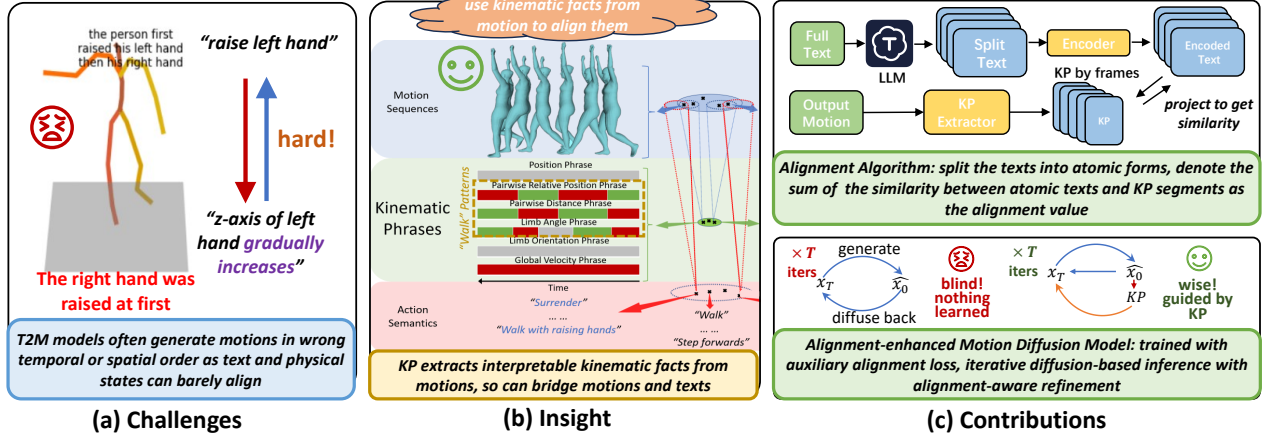 the person first
raised his left hand
then his right hand
“raise left hand”
hard!
“z-axis of left
hand gradually
increases”
The right hand was
raised at first
T2M models often generate motions in wrong
temporal or spatial order as text and physical
states can barely align
(a) Challenges
use kinematic facts from
motion to align them
Motion
Sequences
Kinematic
Phrases
“Walk” Patterns
Position Phrase
Pairwise Relative Position Phrase
Pairwise Distance Phrase
Limb Angle Phrase
Limb Orientation Phrase
Global Velocity Phrase
Time
Action
Semantics
“Surrender”
... ...
“Walk with raising hands”
“Walk”
... ...
“Step forwards”
KP extracts interpretable kinematic facts from
motions, so can bridge motions and texts
(b) Insight
Full
Text
T
LLM
Split
Text
Encoder
Encoded
Text
KP by frames
Output
Motion
KP
Extractor
KP
project to get
similarity
Alignment Algorithm: split the texts into atomic forms, denote the
sum of the similarity between atomic texts and KP segments as
the alignment value
× T
iters
generate
x_T
x̂_0
diffuse back
blind!
nothing
learned
× T
iters
x_T
x̂_0
KP
wise!
guided by
KP
Alignment-enhanced Motion Diffusion Model: trained with
auxiliary alignment loss, iterative diffusion-based inference with
alignment-aware refinement
(c) Contributions